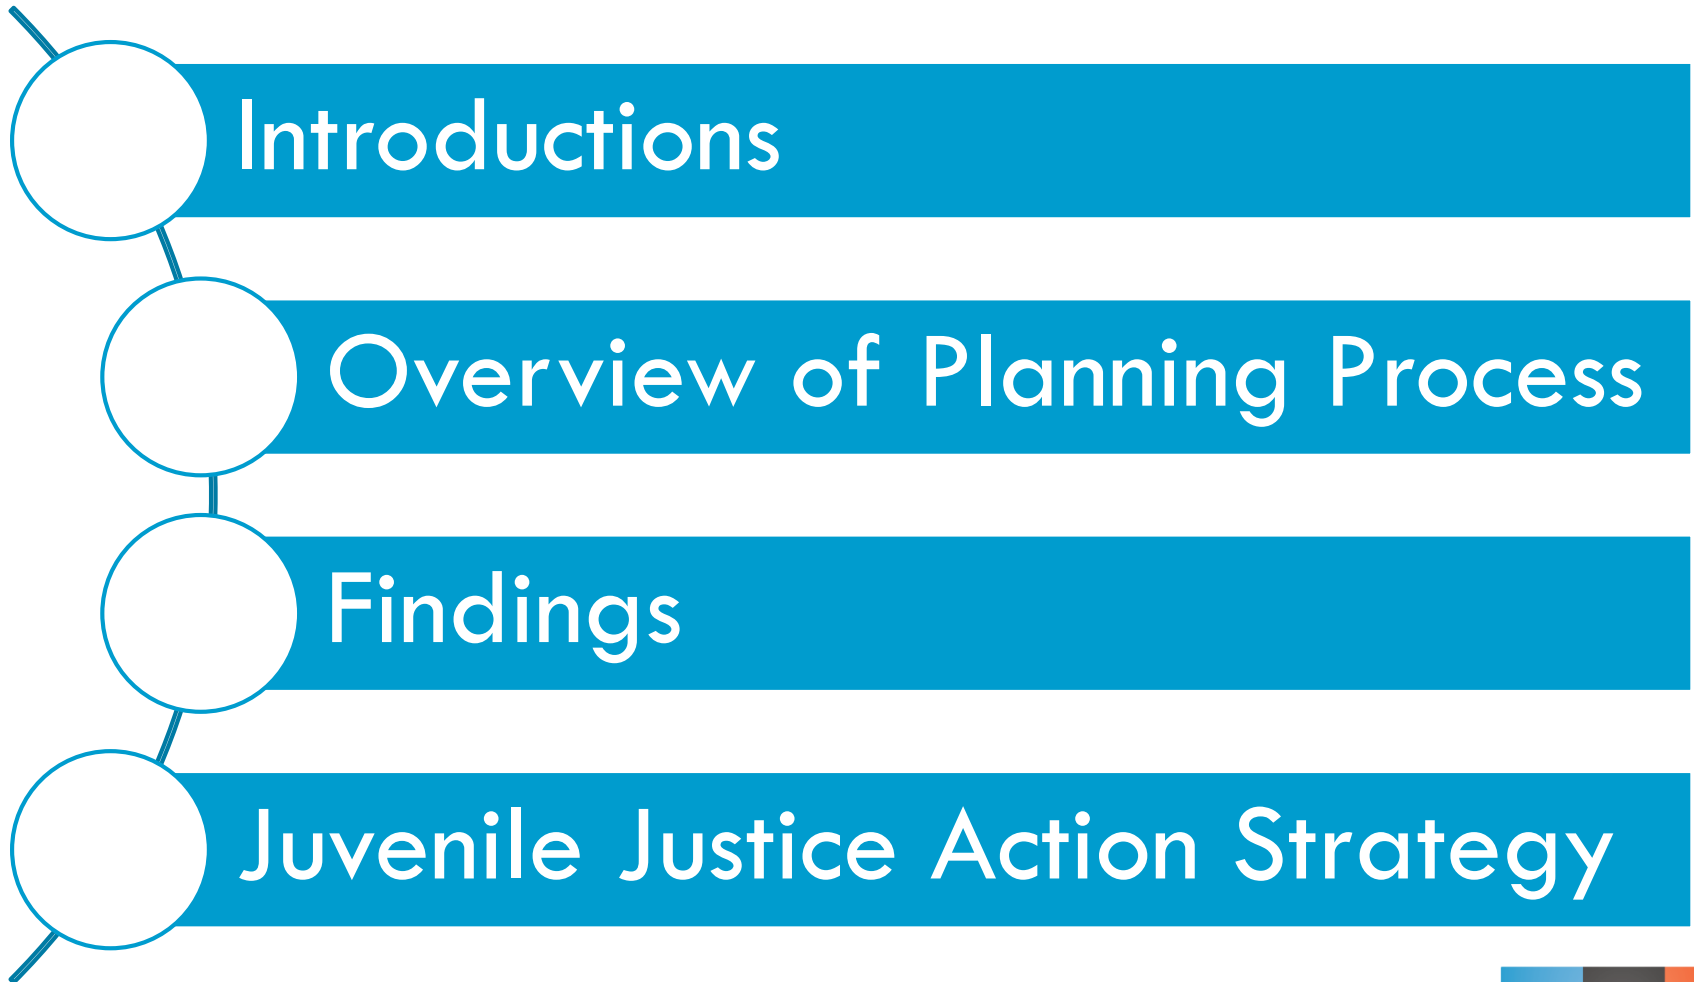 Introductions
Overview of Planning Process
Findings
Juvenile Justice Action Strategy